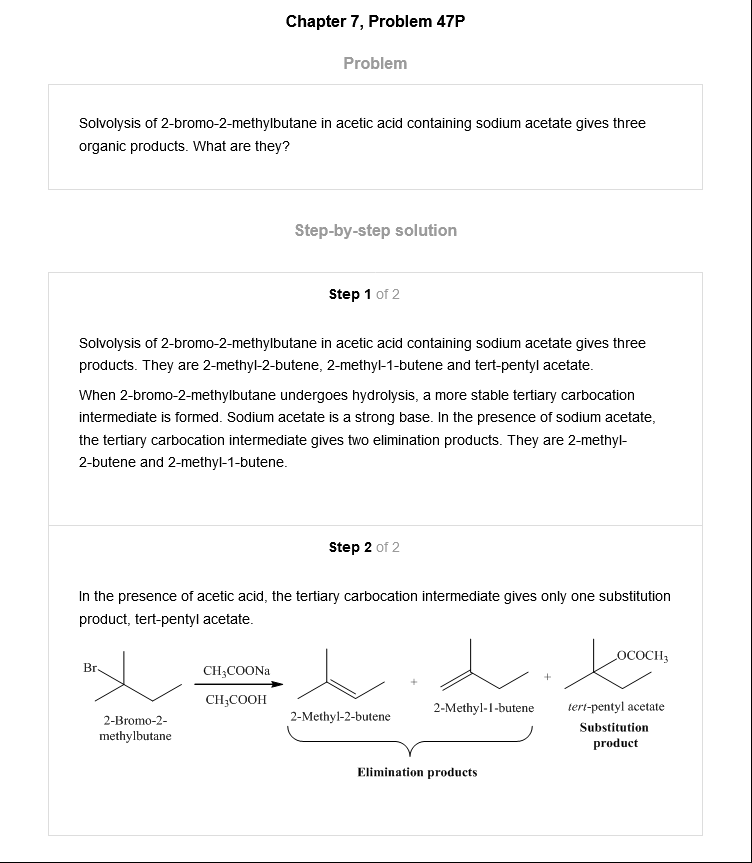 Chapter 7, Problem 47P
Problem
Solvolysis of 2-bromo-2-methylbutane in acetic acid containing sodium acetate gives three
organic products. What are they?
Step-by-step solution
Step 1 of 2
Solvolysis of 2-bromo-2-methylbutane in acetic acid containing sodium acetate gives three
products. They are 2-methyl-2-butene, 2-methyl-1-butene and tert-pentyl acetate.
When 2-bromo-2-methylbutane undergoes hydrolysis, a more stable tertiary carbocation
intermediate is formed. Sodium acetate is a strong base. In the presence of sodium acetate,
the tertiary carbocation intermediate gives two elimination products. They are 2-methyl-
2-butene and 2-methyl-1-butene.
Step 2 of 2
In the presence of acetic acid, the tertiary carbocation intermediate gives only one substitution
product, tert-pentyl acetate.
Br
CH₃COONa
CH₃COOH
+
+
OCOCH₃
2-Bromo-2-
methylbutane
2-Methyl-2-butene
2-Methyl-1-butene
tert-pentyl acetate
Substitution
product
Elimination products